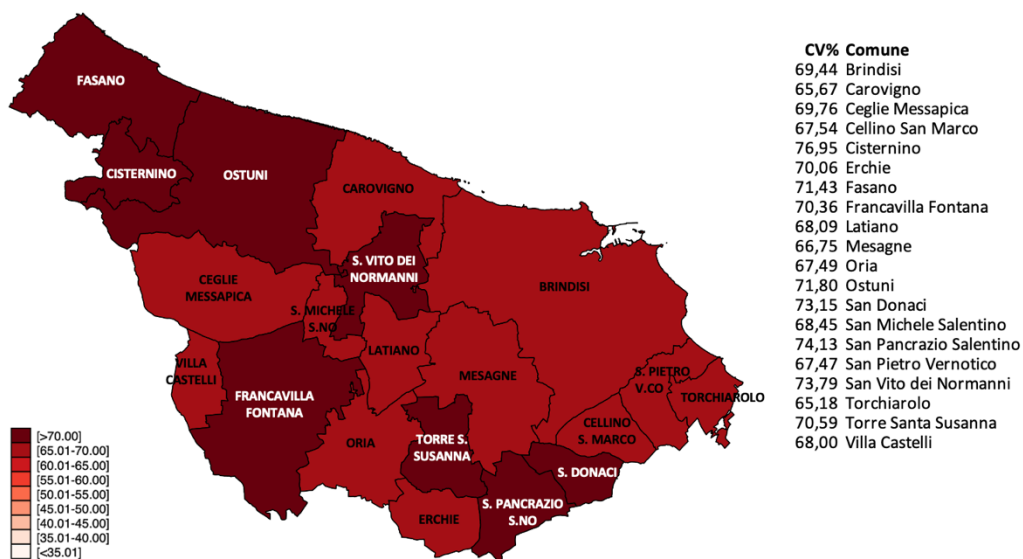 FASANO
CISTERNINO
OSTUNI
CAROVIGNO
S. VITO DEI
NORMANNI
CEGLIE
MESSAPICA
S. MICHELE
S.NO
BRINDISI
VILLA
CASTELLI
LATIANO
MESAGNE
S. PIETRO
V.CO
TORCHIAROLO
FRANCAVILLA
FONTANA
CELLINO
S. MARCO
ORIA
TORRE S.
SUSANNA
S. DONACI
S. PANCRAZIO
S.NO
ERCHIE
[>70.00]
[65.01-70.00]
[60.01-65.00]
[55.01-60.00]
[50.01-55.00]
[45.01-50.00]
[40.01-45.00]
[35.01-40.00]
[<35.01]
CV% Comune
69,44 Brindisi
65,67 Carovigno
69,76 Ceglie Messapica
67,54 Cellino San Marco
76,95 Cisternino
70,06 Erchie
71,43 Fasano
70,36 Francavilla Fontana
68,09 Latiano
66,75 Mesagne
67,49 Oria
71,80 Ostuni
73,15 San Donaci
68,45 San Michele Salentino
74,13 San Pancrazio Salentino
67,47 San Pietro Vernotico
73,79 San Vito dei Normanni
65,18 Torchiarolo
70,59 Torre Santa Susanna
68,00 Villa Castelli